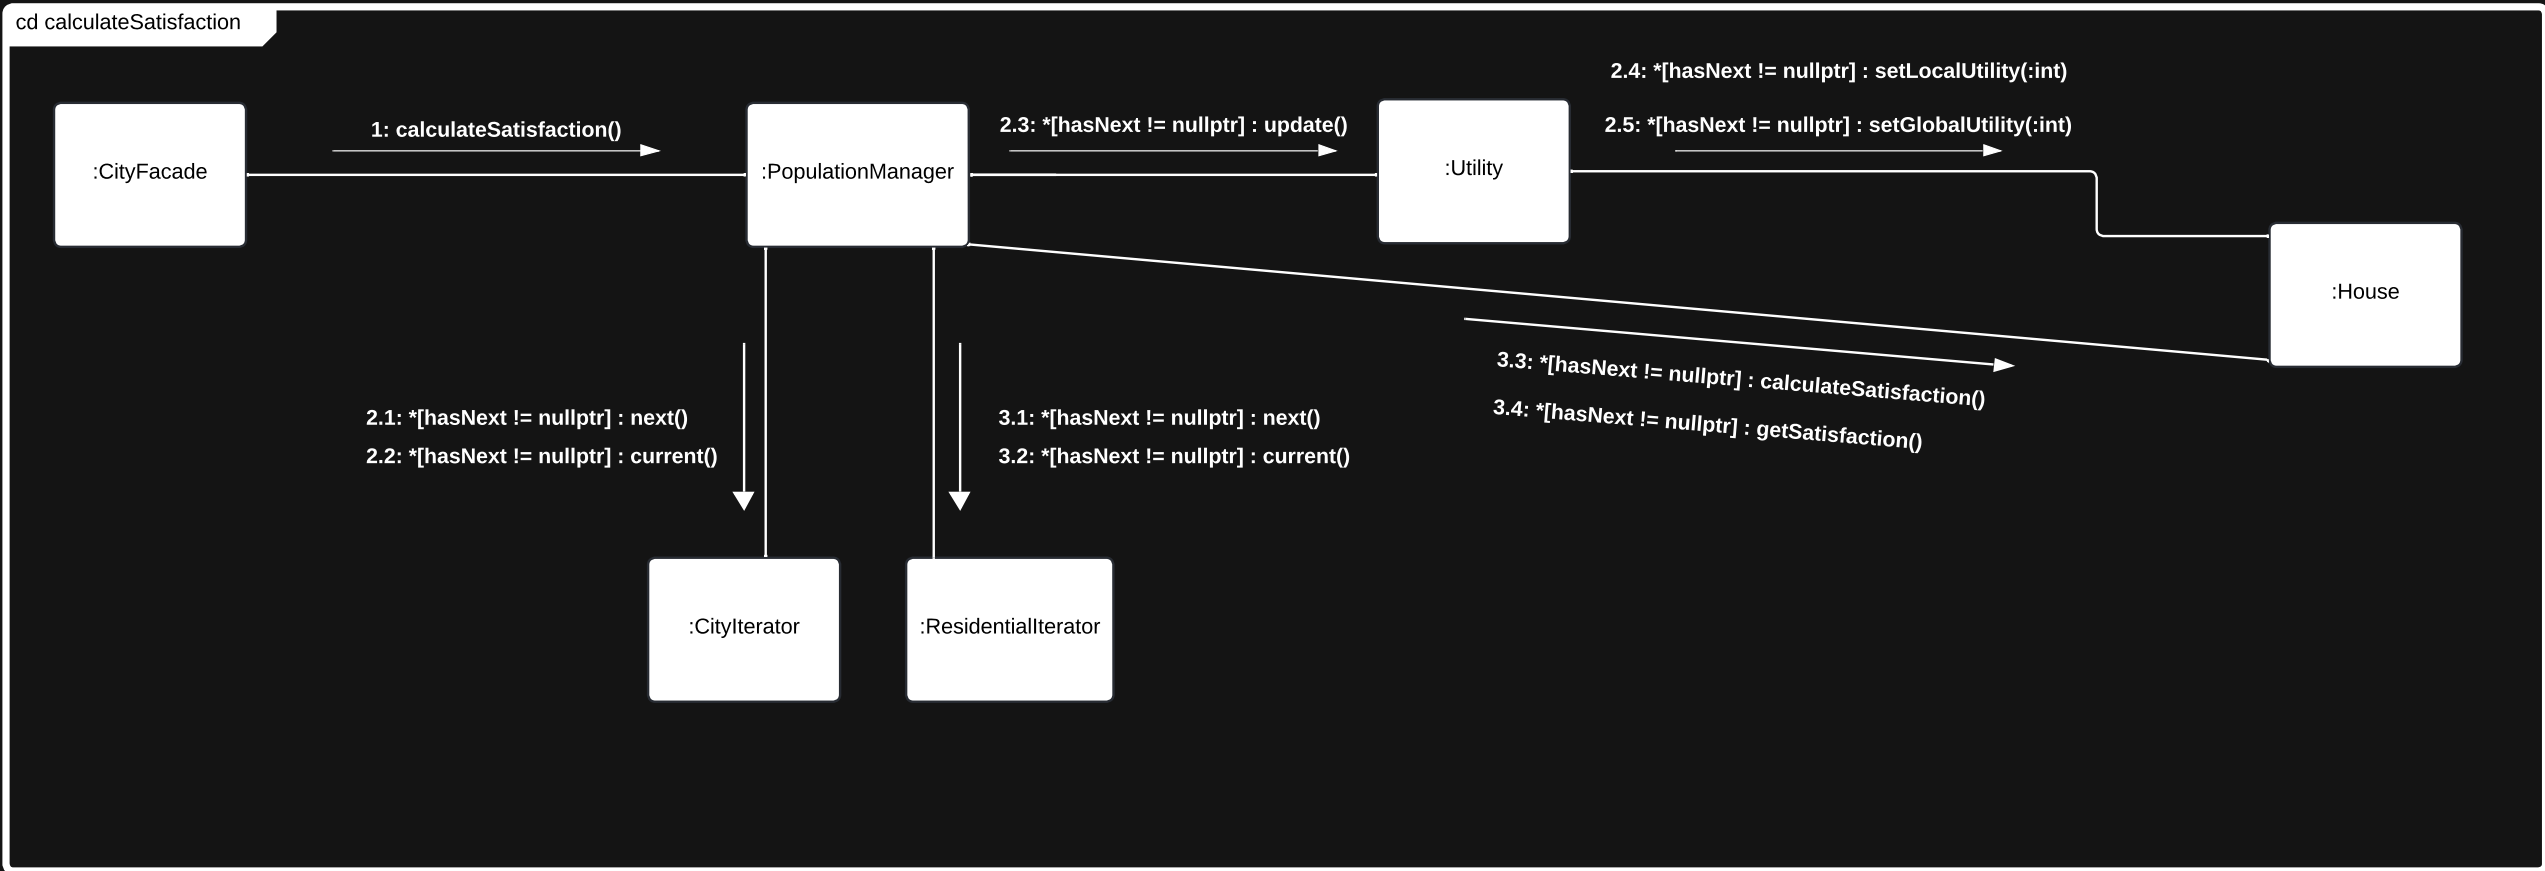 cd calculateSatisfaction
2.4: *[hasNext != nullptr] : setLocalUtility(:int)
1: calculateSatisfaction()
2.3: *[hasNext != nullptr] : update()
2.5: *[hasNext != nullptr] : setGlobalUtility(:int)
:CityFacade
:PopulationManager
:Utility
:House
3.3: *[hasNext != nullptr] : calculateSatisfaction()
3.4: *[hasNext != nullptr] : getSatisfaction()
2.1: *[hasNext != nullptr] : next()
2.2: *[hasNext != nullptr] : current()
3.1: *[hasNext != nullptr] : next()
3.2: *[hasNext != nullptr] : current()
:CityIterator
:ResidentialIterator